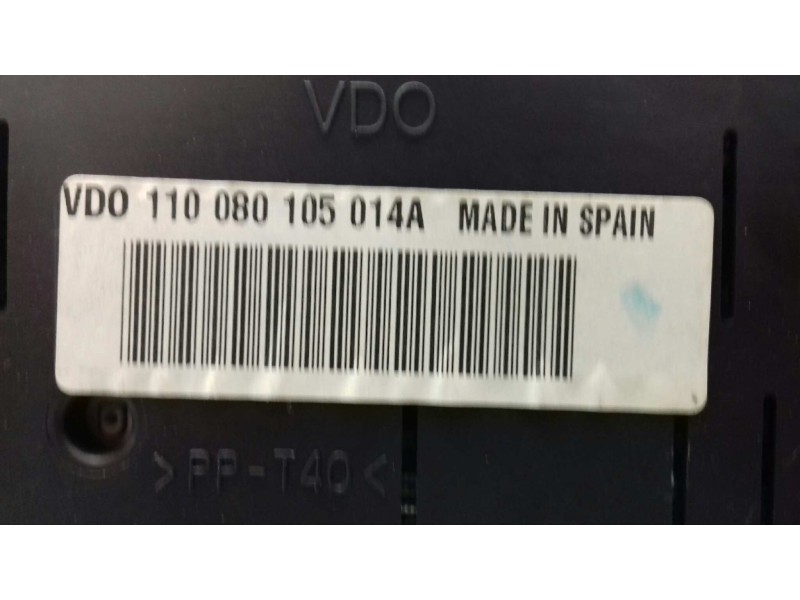 VDO
VDO 110 080 105 014A MADE IN SPAIN
>PP-T40<